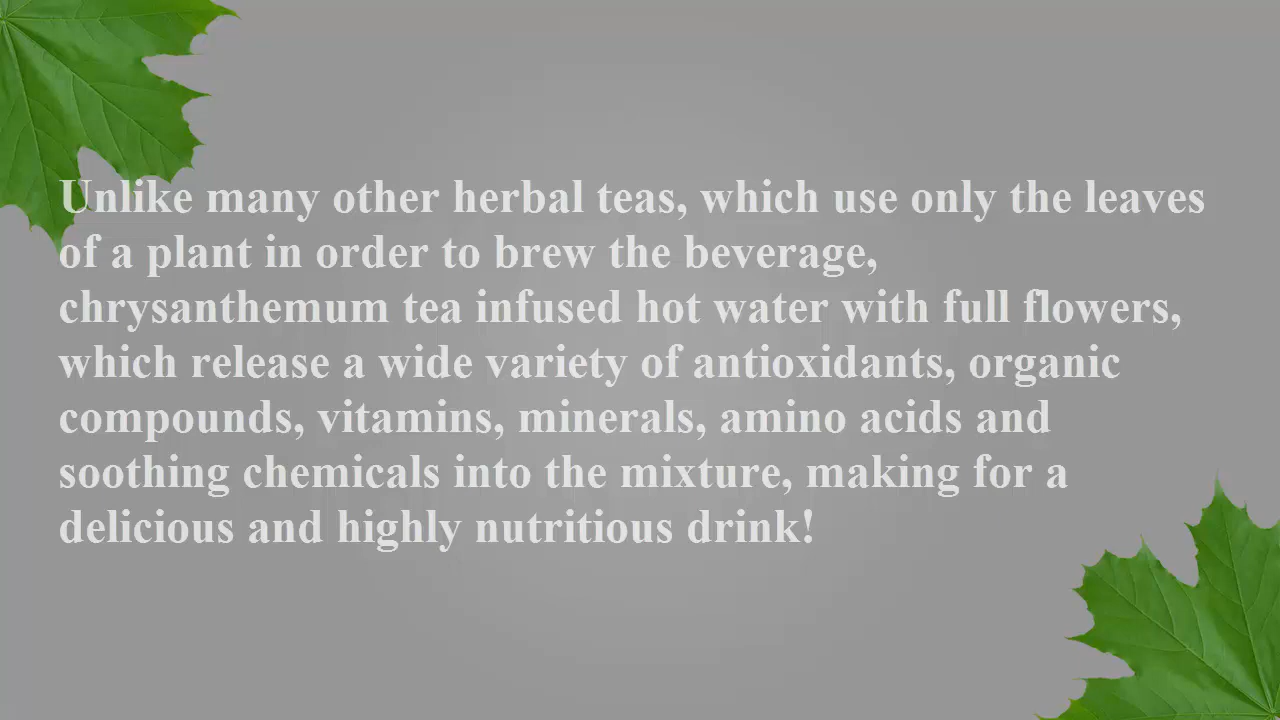 Unlike many other herbal teas, which use only the leaves
of a plant in order to brew the beverage,
chrysanthemum tea infused hot water with full flowers,
which release a wide variety of antioxidants, organic
compounds, vitamins, minerals, amino acids and
soothing chemicals into the mixture, making for a
delicious and highly nutritious drink!